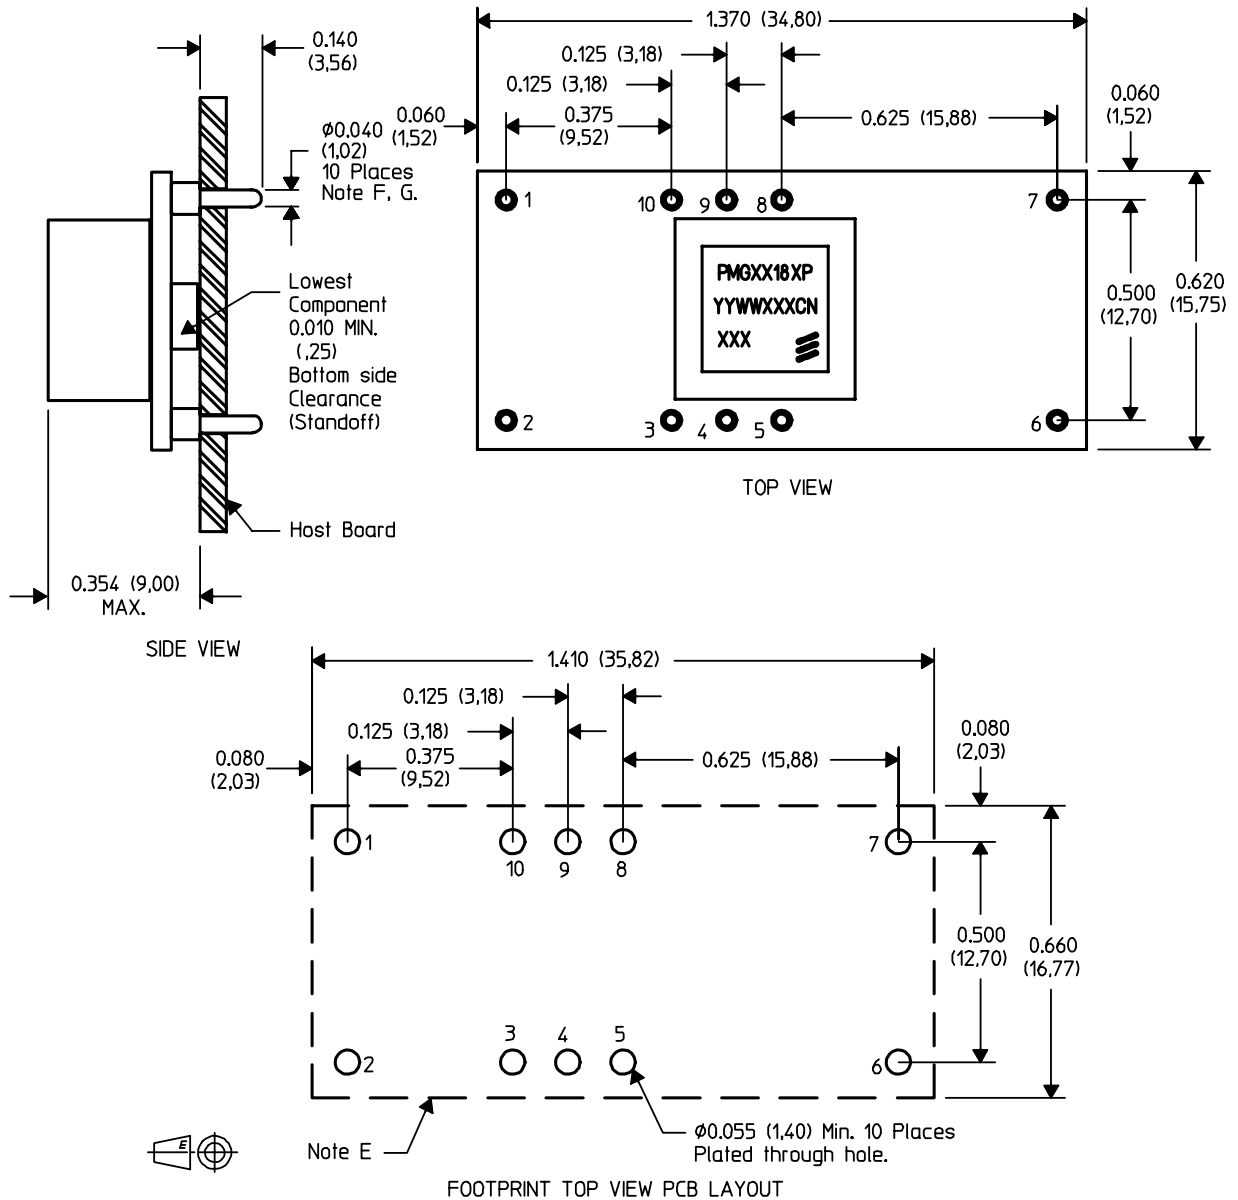 0.140
(3,56)
Ø0.040
(1,02)
10 Places
Note F, G.
Lowest
Component
0.010 MIN.
(,25)
Bottom side
Clearance
(Standoff)
Host Board
0.354 (9,00)
MAX.
SIDE VIEW
1.370 (34,80)
0.125 (3,18)
0.125 (3,18)
0.060
(1,52)
0.375
(9,52)
0.625 (15,88)
0.060
(1,52)
1
10
9
8
7
PMGXX18XP
YYWWXXXCN
XXX
0.500
(12,70)
0.620
(15,75)
2
3
4
5
6
TOP VIEW
1.410 (35,82)
0.125 (3,18)
0.125 (3,18)
0.080
(2,03)
0.375
(9,52)
0.625 (15,88)
0.080
(2,03)
1
10
9
8
7
0.500
(12,70)
0.660
(16,77)
2
3
4
5
6
E
Note E
Ø0.055 (1,40) Min. 10 Places
Plated through hole.
FOOTPRINT TOP VIEW PCB LAYOUT